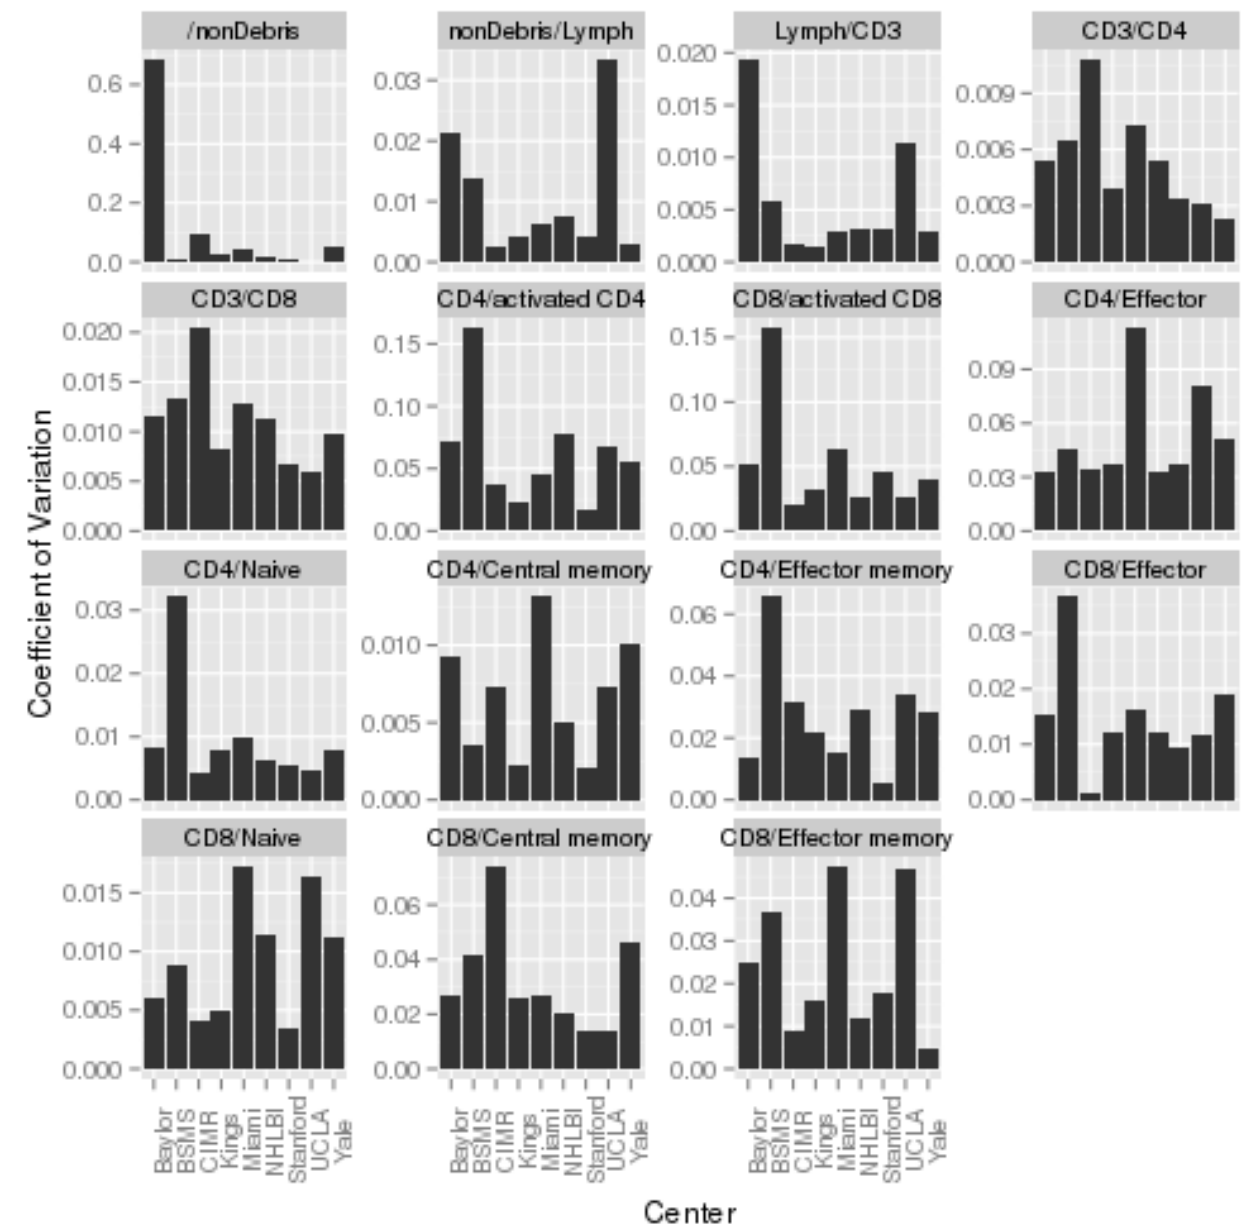 /nonDebris nonDebris/Lymph Lymph/CD3 CD3/CD4
0.6
0.4
0.2
0.0
0.03
0.02
0.01
0.00
0.020
0.015
0.010
0.005
0.000
0.009
0.006
0.003
0.000
CD3/CD8 CD4/activated CD4 CD8/activated CD8 CD4/Effector
0.020
0.015
0.010
0.005
0.000
0.15
0.10
0.05
0.00
0.15
0.10
0.05
0.00
0.09
0.06
0.03
0.00
Coefficient of Variation
CD4/Naive CD4/Central memory CD4/Effector memory CD8/Effector
0.03
0.02
0.01
0.00
0.010
0.005
0.000
0.06
0.04
0.02
0.00
0.03
0.02
0.01
0.00
CD8/Naive CD8/Central memory CD8/Effector memory
0.015
0.010
0.005
0.000
0.06
0.04
0.02
0.00
0.04
0.03
0.02
0.01
0.00
Baylor
BSMS
CIMR
Kings
Miami
NHLBI
Stanford
UCLA
Yale
Baylor
BSMS
CIMR
Kings
Miami
NHLBI
Stanford
UCLA
Yale
Baylor
BSMS
CIMR
Kings
Miami
NHLBI
Stanford
UCLA
Yale
Center